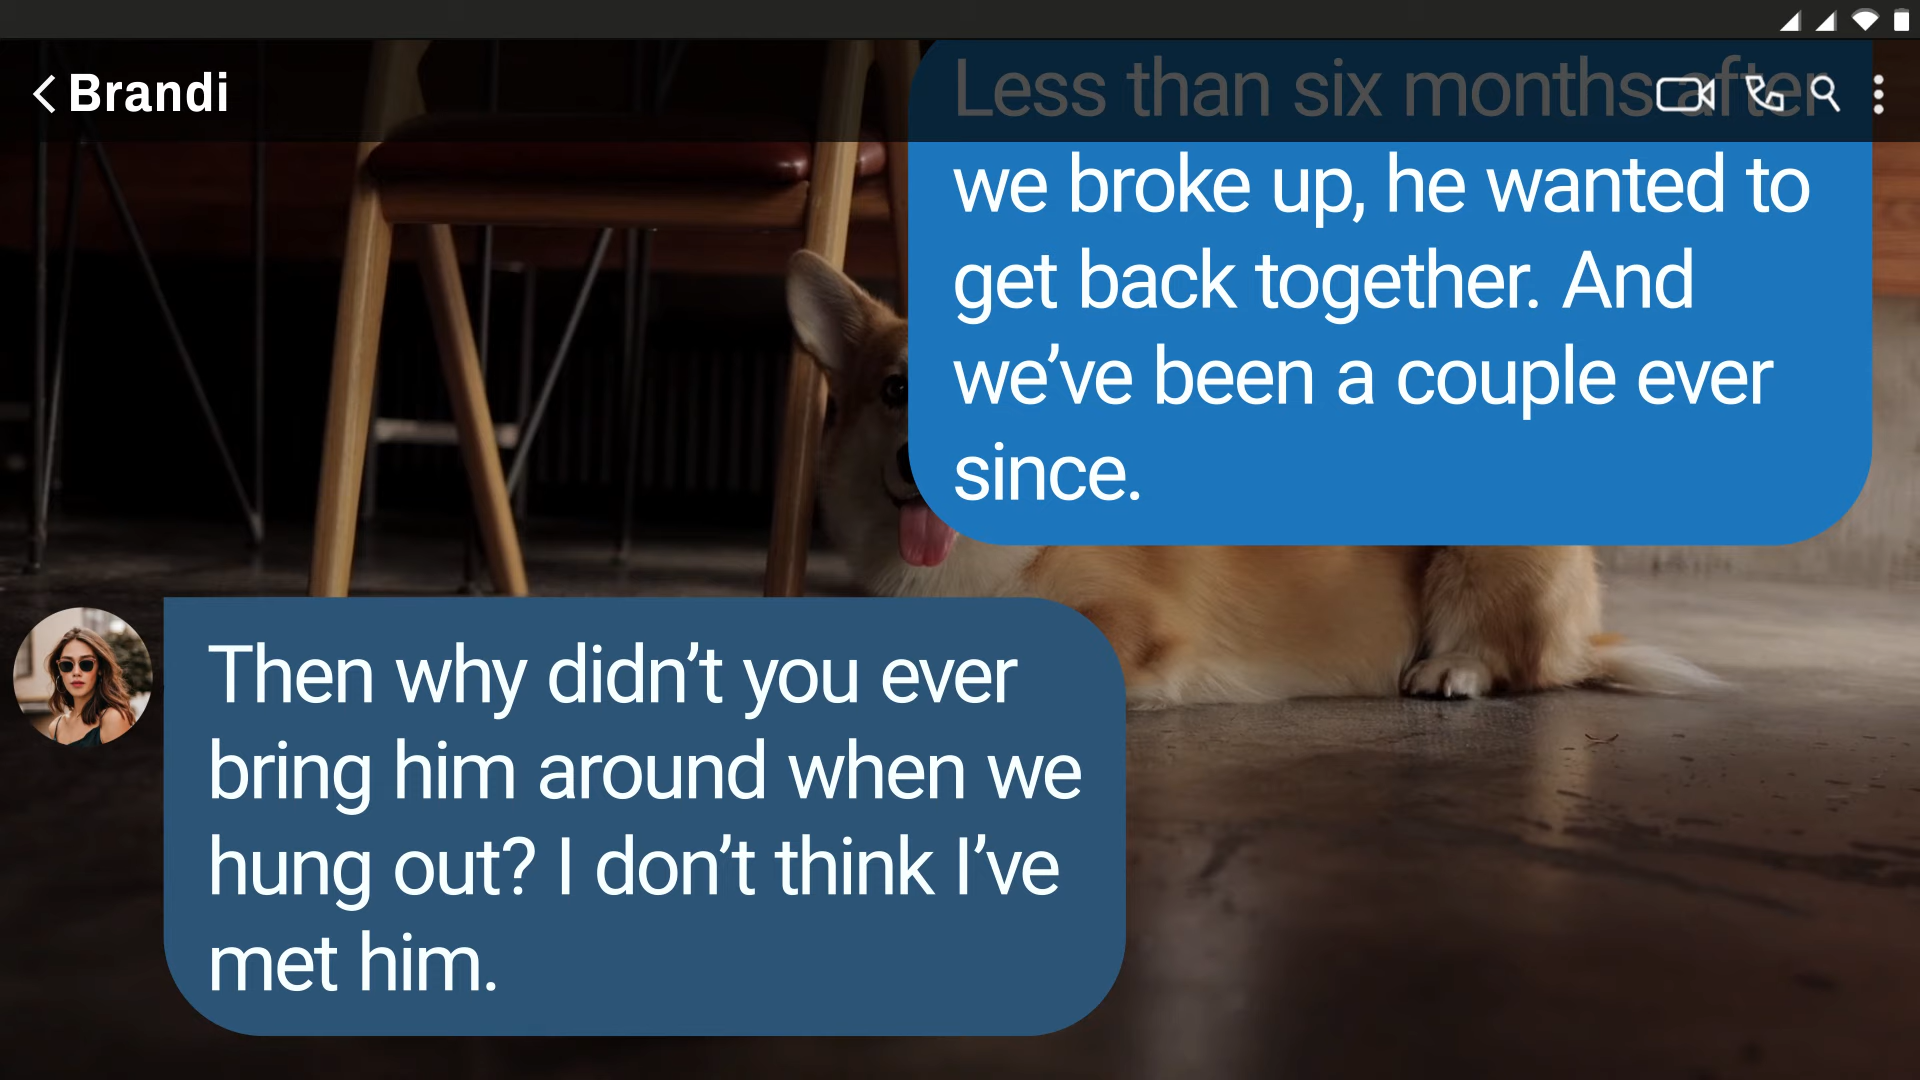 Brandi
Less than six months after
we broke up, he wanted to
get back together. And
we’ve been a couple ever
since.
Then why didn’t you ever
bring him around when we
hung out? I don’t think I’ve
met him.